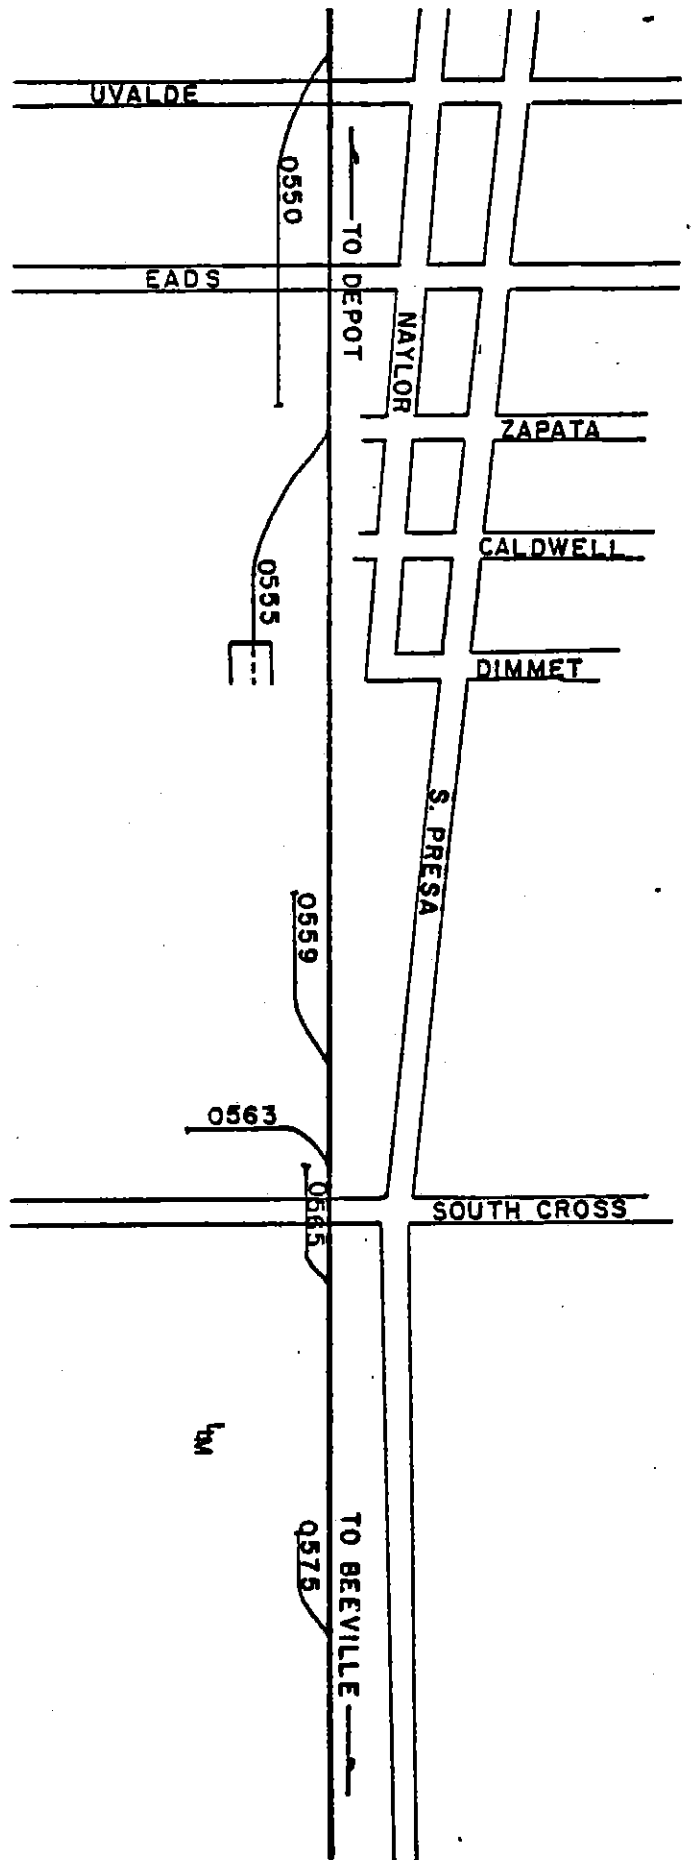 UVALDE
0550
TO DEPOT
EADS
NAYLOR
ZAPATA
CALDWELL
0555
DIMMET
S. PRESA
0559
0563
0565
SOUTH CROSS
0575
TO BEEVILLE